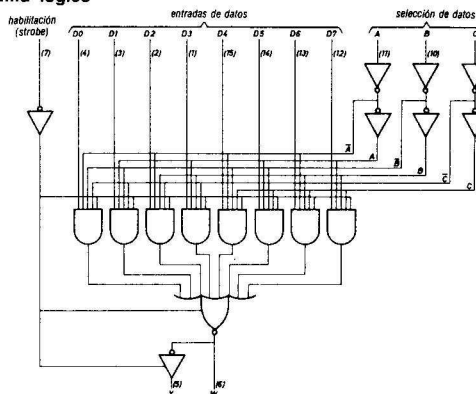 lógico
habilitación
(strobe)
entradas de datos
selección de datos
D0 D1 D2 D3 D4 D5 D6 D7 A B C
(7) (4) (3) (2) (1) (15) (14) (13) (12) (11) (10)
A̅
A
B̅
B
C̅
C
(5) (6)